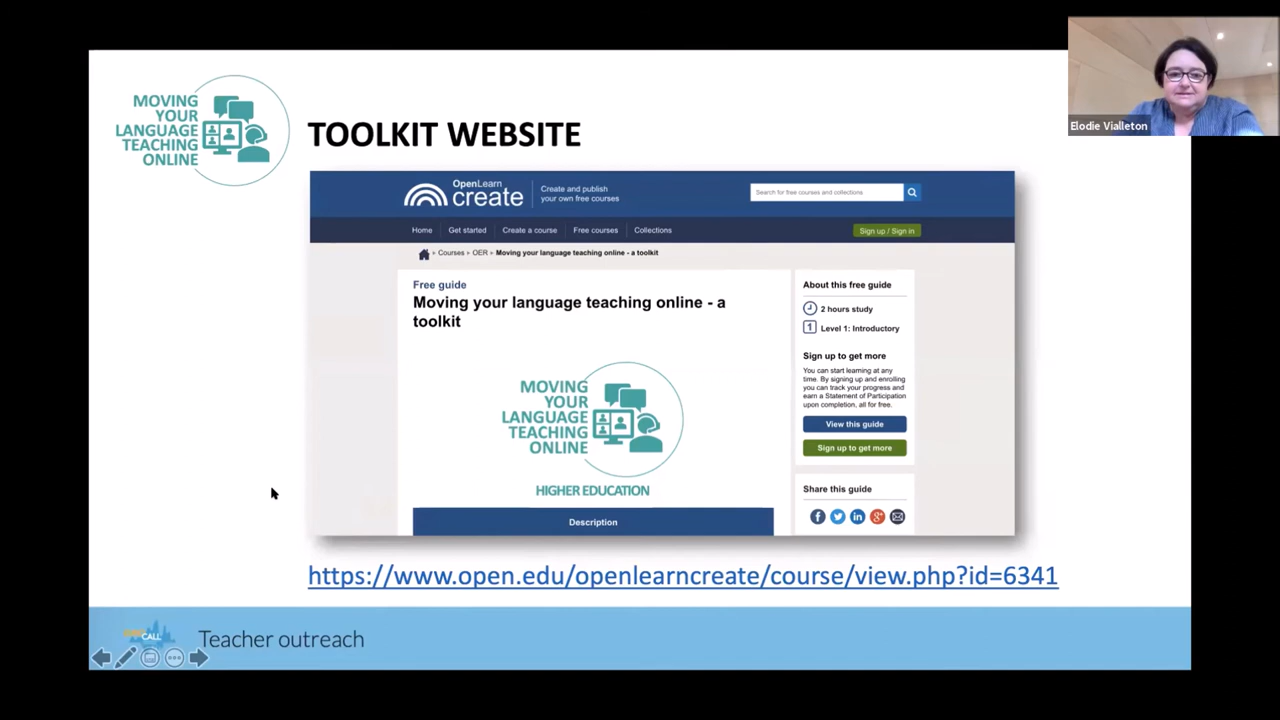 MOVING
YOUR
LANGUAGE
TEACHING
ONLINE
TOOLKIT WEBSITE
Elodie Vialleton
OpenLearn
create
Create and publish
your own free courses
Search for free courses and collections
Home
Get started
Create a course
Free courses
Collections
Sign up / Sign in
Courses ▸ OER ▸ Moving your language teaching online - a toolkit
Free guide
Moving your language teaching online - a
toolkit
MOVING
YOUR
LANGUAGE
TEACHING
ONLINE
HIGHER EDUCATION
Description
About this free guide
2 hours study
1 Level 1: Introductory
Sign up to get more
You can start learning at any
time. By signing up and enrolling
you can track your progress and
earn a Statement of Participation
upon completion, all for free.
View this guide
Sign up to get more
Share this guide
https://www.open.edu/openlearncreate/course/view.php?id=6341
CALL
Teacher outreach